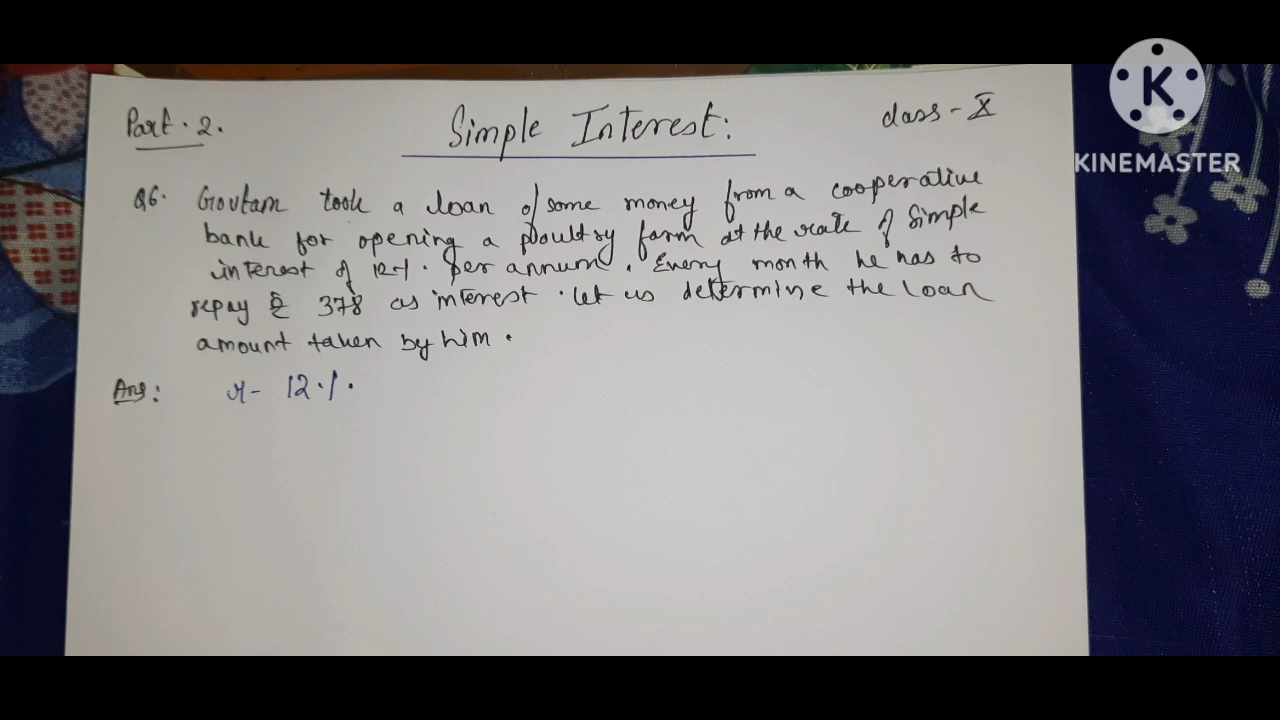 Part. 2.
Simple Interest:
class - X
K
KINEMASTER
Q6. Goutam took a loan of some money from a cooperative
bank for opening a poultry farm at the rate of simple
interest of 12% per annum. Every month he has to
repay ₹ 378 as interest. let us determine the loan
amount taken by him.
Ans: r - 12%.